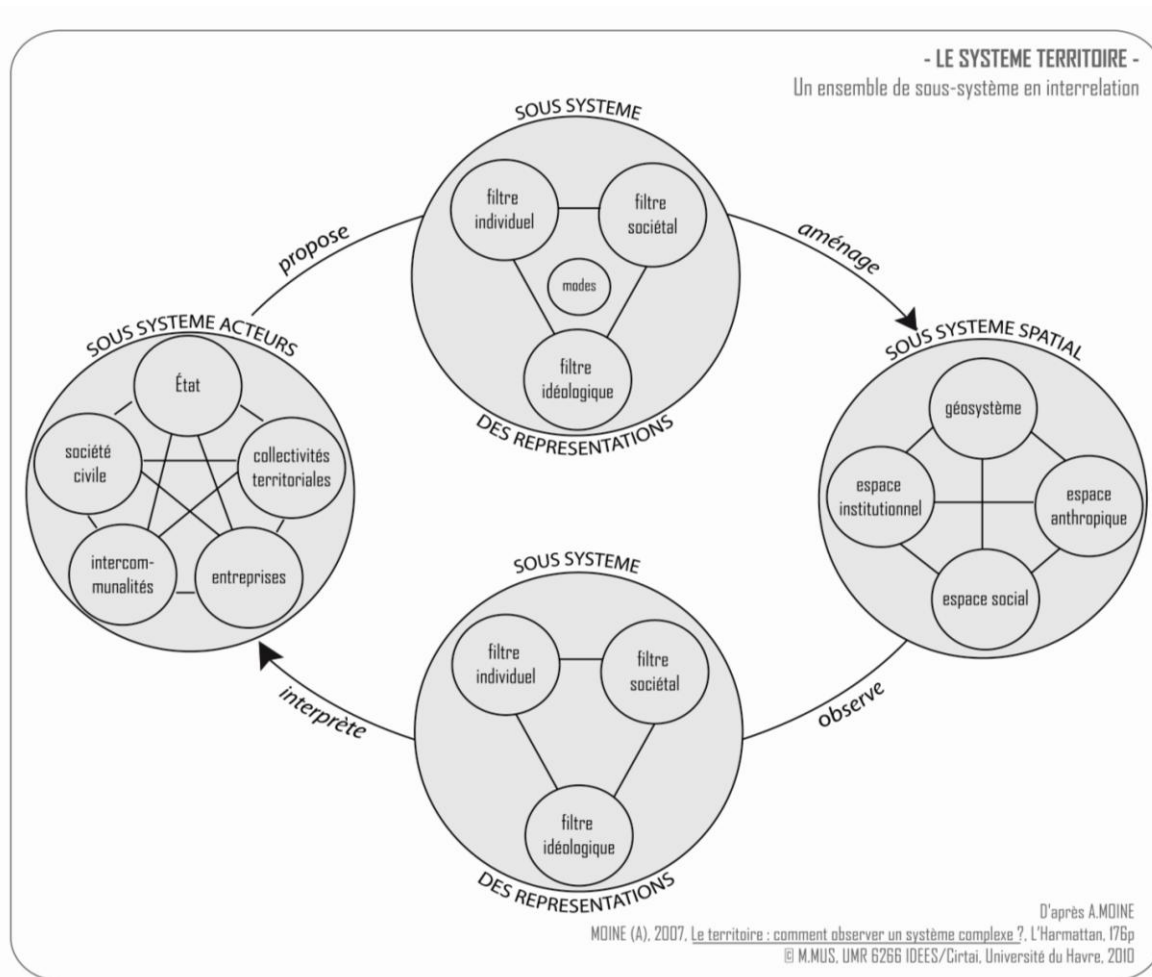 - LE SYSTEME TERRITOIRE -
Un ensemble de sous-système en interrelation
SOUS SYSTEME
filtre
individuel
filtre
sociétal
modes
filtre
idéologique
DES REPRESENTATIONS
propose
aménage
SOUS SYSTEME ACTEURS
État
société
civile
collectivités
territoriales
intercom-
munalités
entreprises
SOUS SYSTEME SPATIAL
géosystème
espace
institutionnel
espace
anthropique
espace social
SOUS SYSTEME
filtre
individuel
filtre
sociétal
filtre
idéologique
DES REPRESENTATIONS
interprète
observe
D'après A.MOINE
MOINE (A), 2007, Le territoire : comment observer un système complexe ?, L'Harmattan, 176p
© M.MUS, UMR 6266 IDEES/Cirtai, Université du Havre, 2010